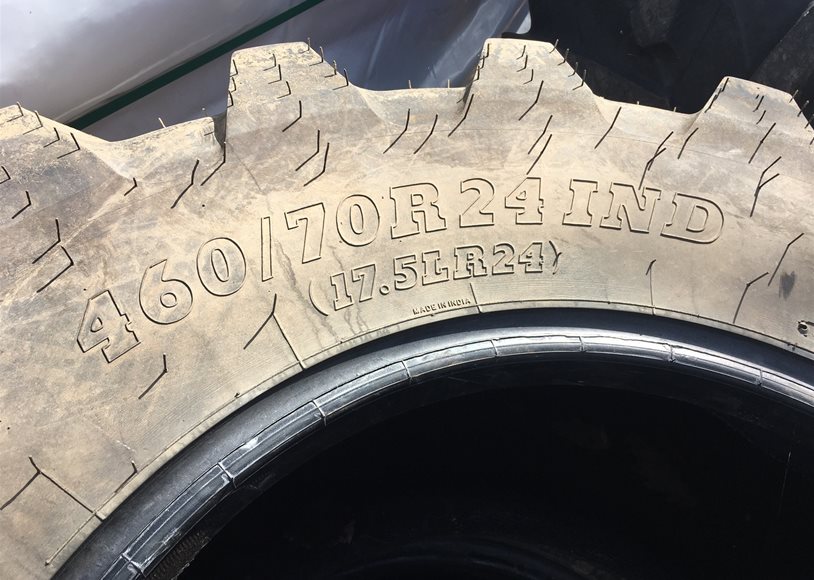 460/70R24 IND
(17.5LR24)
MADE IN INDIA